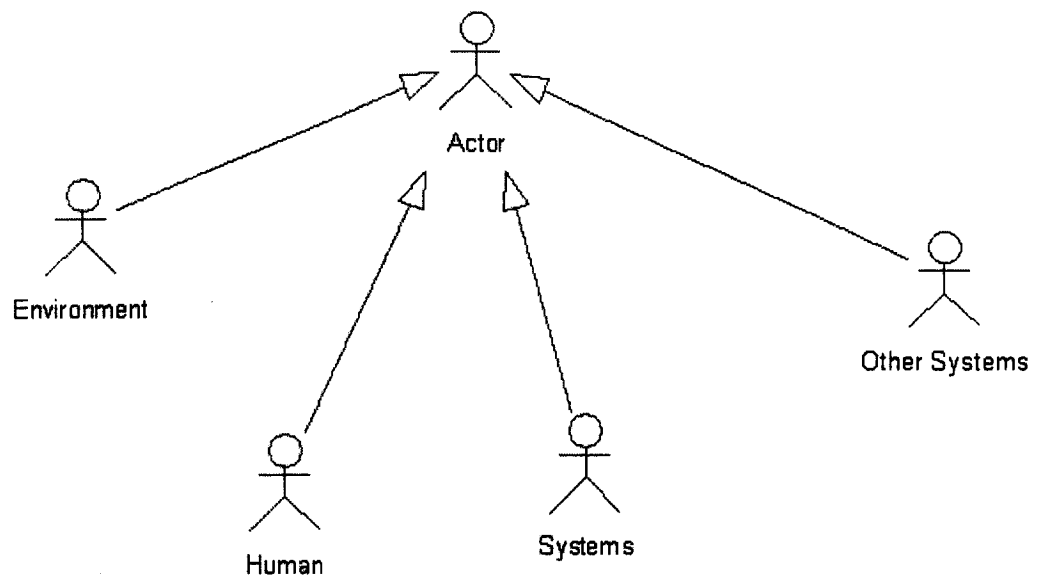 Actor
Environment
Other Systems
Human
Systems